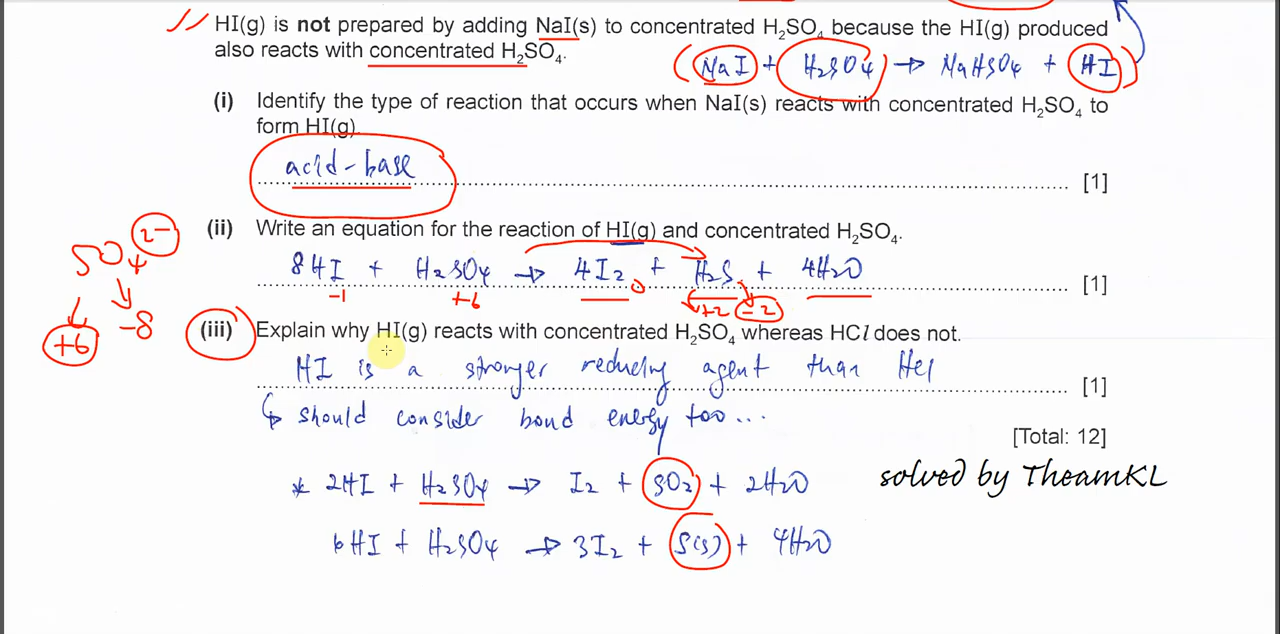 HI(g) is not prepared by adding NaI(s) to concentrated H₂SO₄ because the HI(g) produced
also reacts with concentrated H₂SO₄.
(NaI + H₂SO₄ → NaHSO₄ + HI)
(i) Identify the type of reaction that occurs when NaI(s) reacts with concentrated H₂SO₄ to
form HI(g).
acid-base
[1]
SO₄ 2-
(ii) Write an equation for the reaction of HI(g) and concentrated H₂SO₄.
8HI + H₂SO₄ → 4I₂ + H₂S + 4H₂O
[1]
-1 +6 0 +2 -2
+6 -8
(iii) Explain why HI(g) reacts with concentrated H₂SO₄ whereas HCl does not.
HI is a stronger reducing agent than HCl
[1]
↳ should consider bond energy too...
[Total: 12]
* 2HI + H₂SO₄ → I₂ + SO₂ + 2H₂O
solved by TheamKL
6HI + H₂SO₄ → 3I₂ + S(s) + 4H₂O